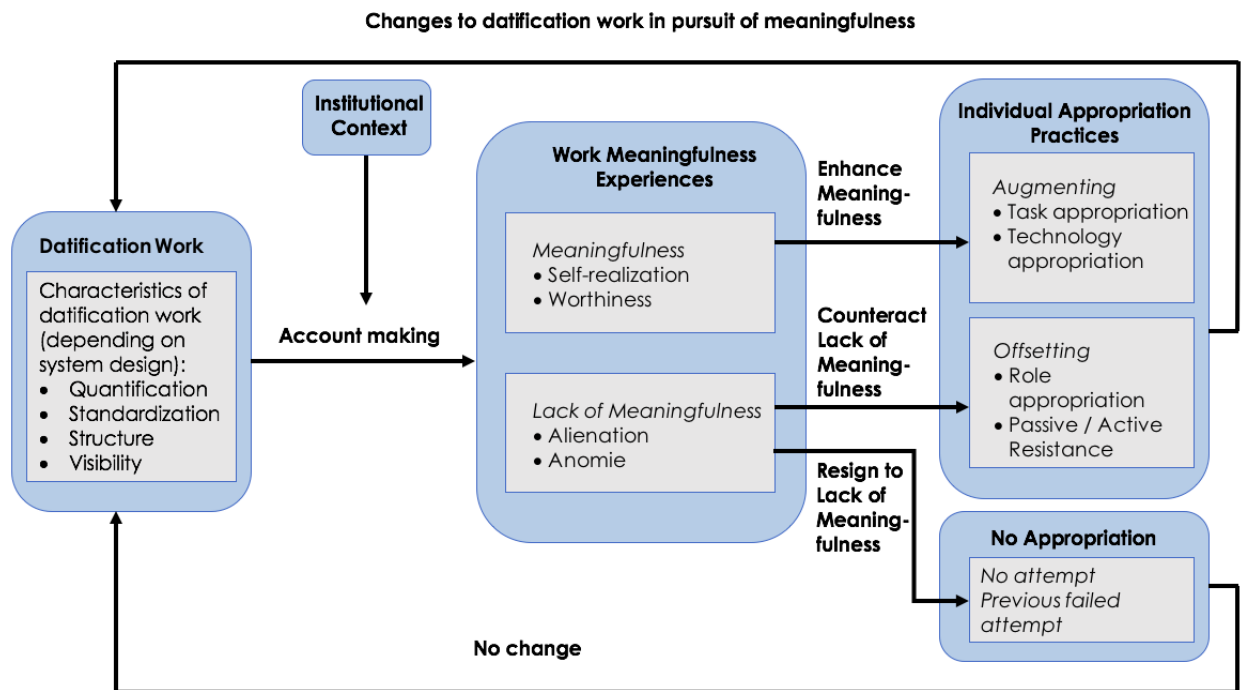 Changes to datification work in pursuit of meaningfulness
Institutional
Context
Datification Work
Characteristics of
datification work
(depending on
system design):
• Quantification
• Standardization
• Structure
• Visibility
Account making
Work Meaningfulness
Experiences
Meaningfulness
• Self-realization
• Worthiness
Lack of Meaningfulness
• Alienation
• Anomie
Enhance
Meaning-
fulness
Counteract
Lack of
Meaning-
fulness
Resign to
Lack of
Meaning-
fulness
Individual Appropriation
Practices
Augmenting
• Task appropriation
• Technology
appropriation
Offsetting
• Role
appropriation
• Passive / Active
Resistance
No Appropriation
No attempt
Previous failed
attempt
No change